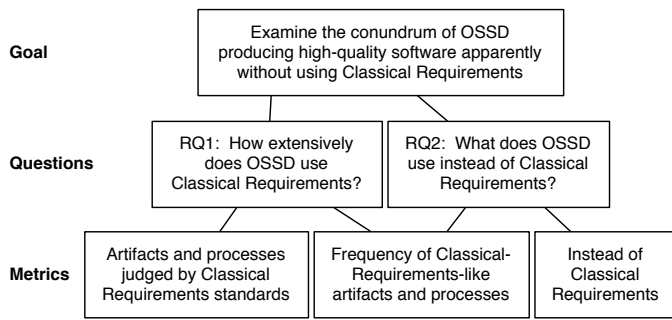 Goal
Examine the conundrum of OSSD
producing high-quality software apparently
without using Classical Requirements
Questions
RQ1: How extensively
does OSSD use
Classical Requirements?
RQ2: What does OSSD
use instead of Classical
Requirements?
Metrics
Artifacts and processes
judged by Classical
Requirements standards
Frequency of Classical-
Requirements-like
artifacts and processes
Instead of
Classical
Requirements